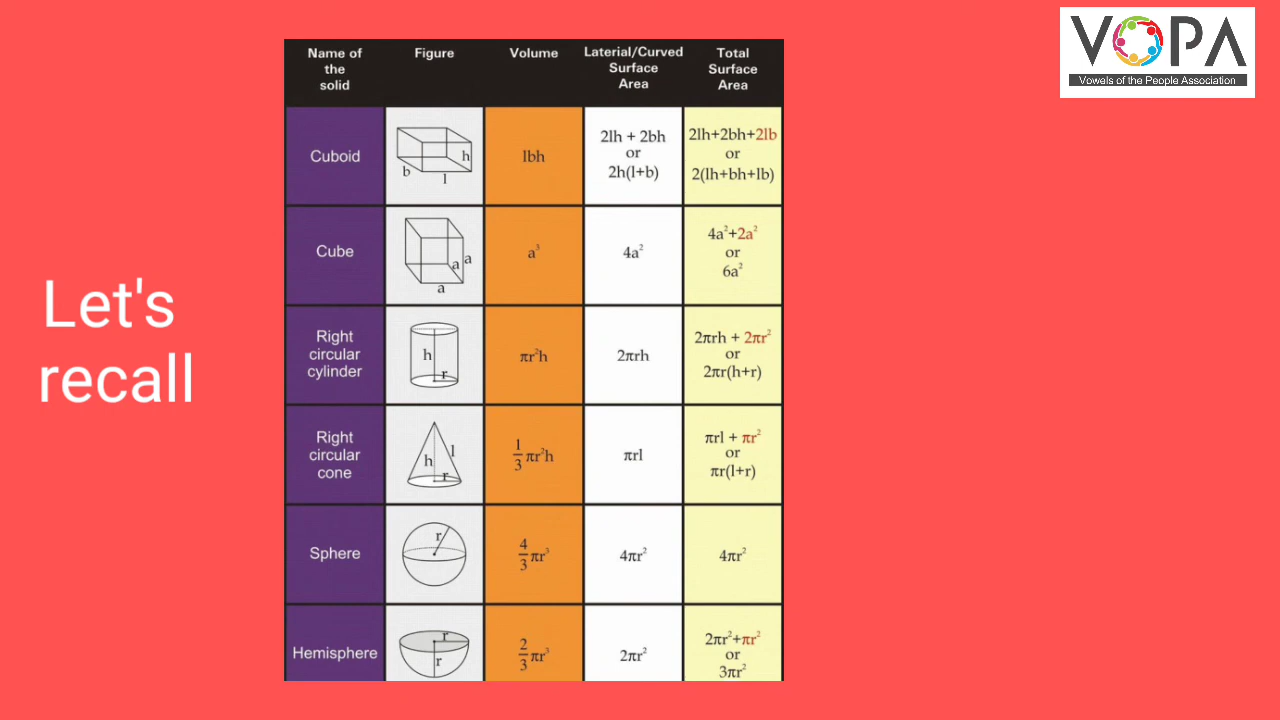 VOPA
Vowels of the People Association
Let's
recall
Name of
the
solid
Figure
Volume
Laterial/Curved
Surface
Area
Total
Surface
Area
Cuboid
h
b
l
lbh
2lh + 2bh
or
2h(l+b)
2lh+2bh+2lb
or
2(lh+bh+lb)
Cube
a
a
a
a³
4a²
4a²+2a²
or
6a²
Right
circular
cylinder
h
r
πr²h
2πrh
2πrh + 2πr²
or
2πr(h+r)
Right
circular
cone
h
l
r
1/3 πr²h
πrl
πrl + πr²
or
πr(l+r)
Sphere
r
4/3 πr³
4πr²
4πr²
Hemisphere
r
r
2/3 πr³
2πr²
2πr²+πr²
or
3πr²